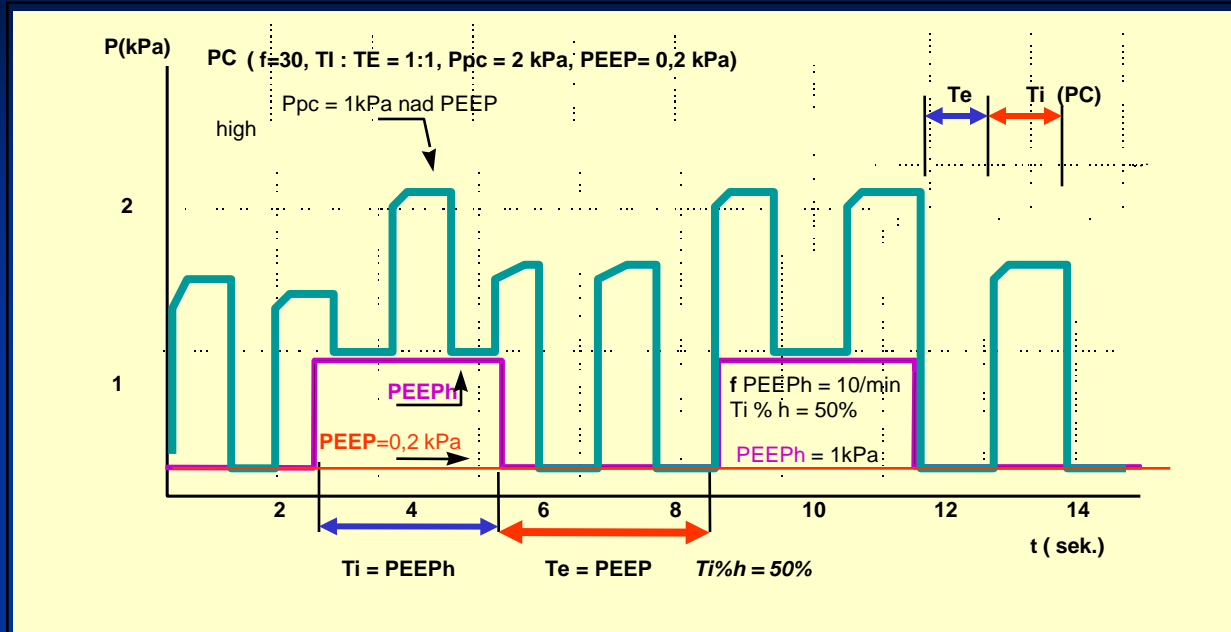 P(kPa)
PC ( f=30, TI : TE = 1:1, Ppc = 2 kPa, PEEP= 0,2 kPa)
Ppc = 1kPa nad PEEP
high
Te
Ti (PC)
2
1
PEEPh
f PEEPh = 10/min
Ti % h = 50%
PEEP=0,2 kPa
PEEPh = 1kPa
2 4 6 8 10 12 14
t ( sek.)
Ti = PEEPh
Te = PEEP
Ti%h = 50%